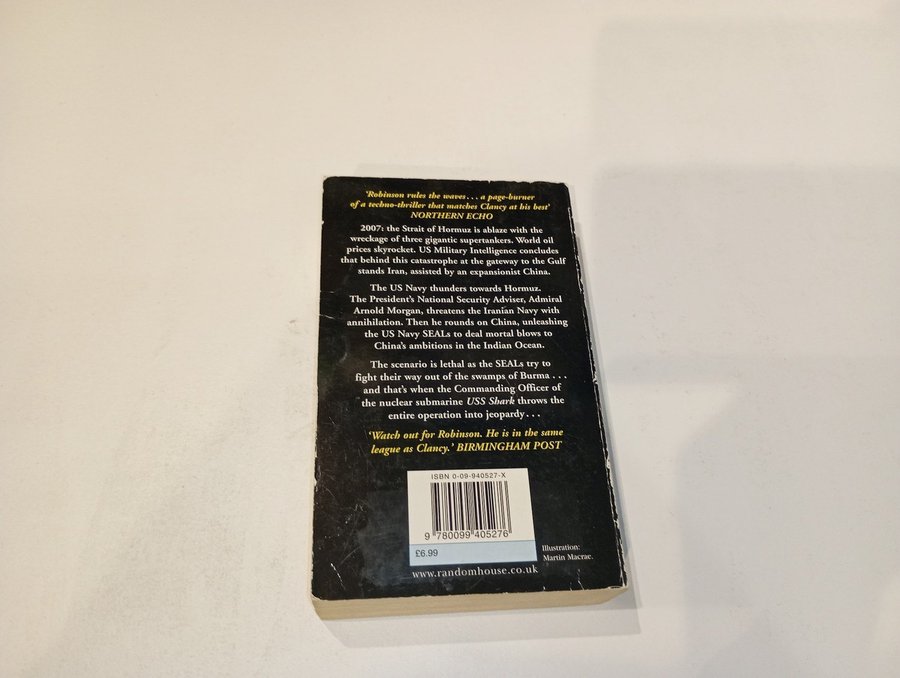 ‘Robinson rules the waves... a page-burner
of a techno-thriller that matches Clancy at his best’
NORTHERN ECHO
2007: the Strait of Hormuz is ablaze with the
wreckage of three gigantic supertankers. World oil
prices skyrocket. US Military Intelligence concludes
that behind this catastrophe at the gateway to the Gulf
stands Iran, assisted by an expansionist China.
The US Navy thunders towards Hormuz.
The President’s National Security Adviser, Admiral
Arnold Morgan, threatens the Iranian Navy with
annihilation. Then he rounds on China, unleashing
the US Navy SEALs to deal mortal blows to
China’s ambitions in the Indian Ocean.
The scenario is lethal as the SEALs try to
fight their way out of the swamps of Burma...
and that’s when the Commanding Officer of
the nuclear submarine USS Shark throws the
entire operation into jeopardy...
‘Watch out for Robinson. He is in the same
league as Clancy.’ BIRMINGHAM POST
ISBN 0-09-940527-X
9 780099 405276
£6.99
Illustration:
Martin Macrae.
www.randomhouse.co.uk